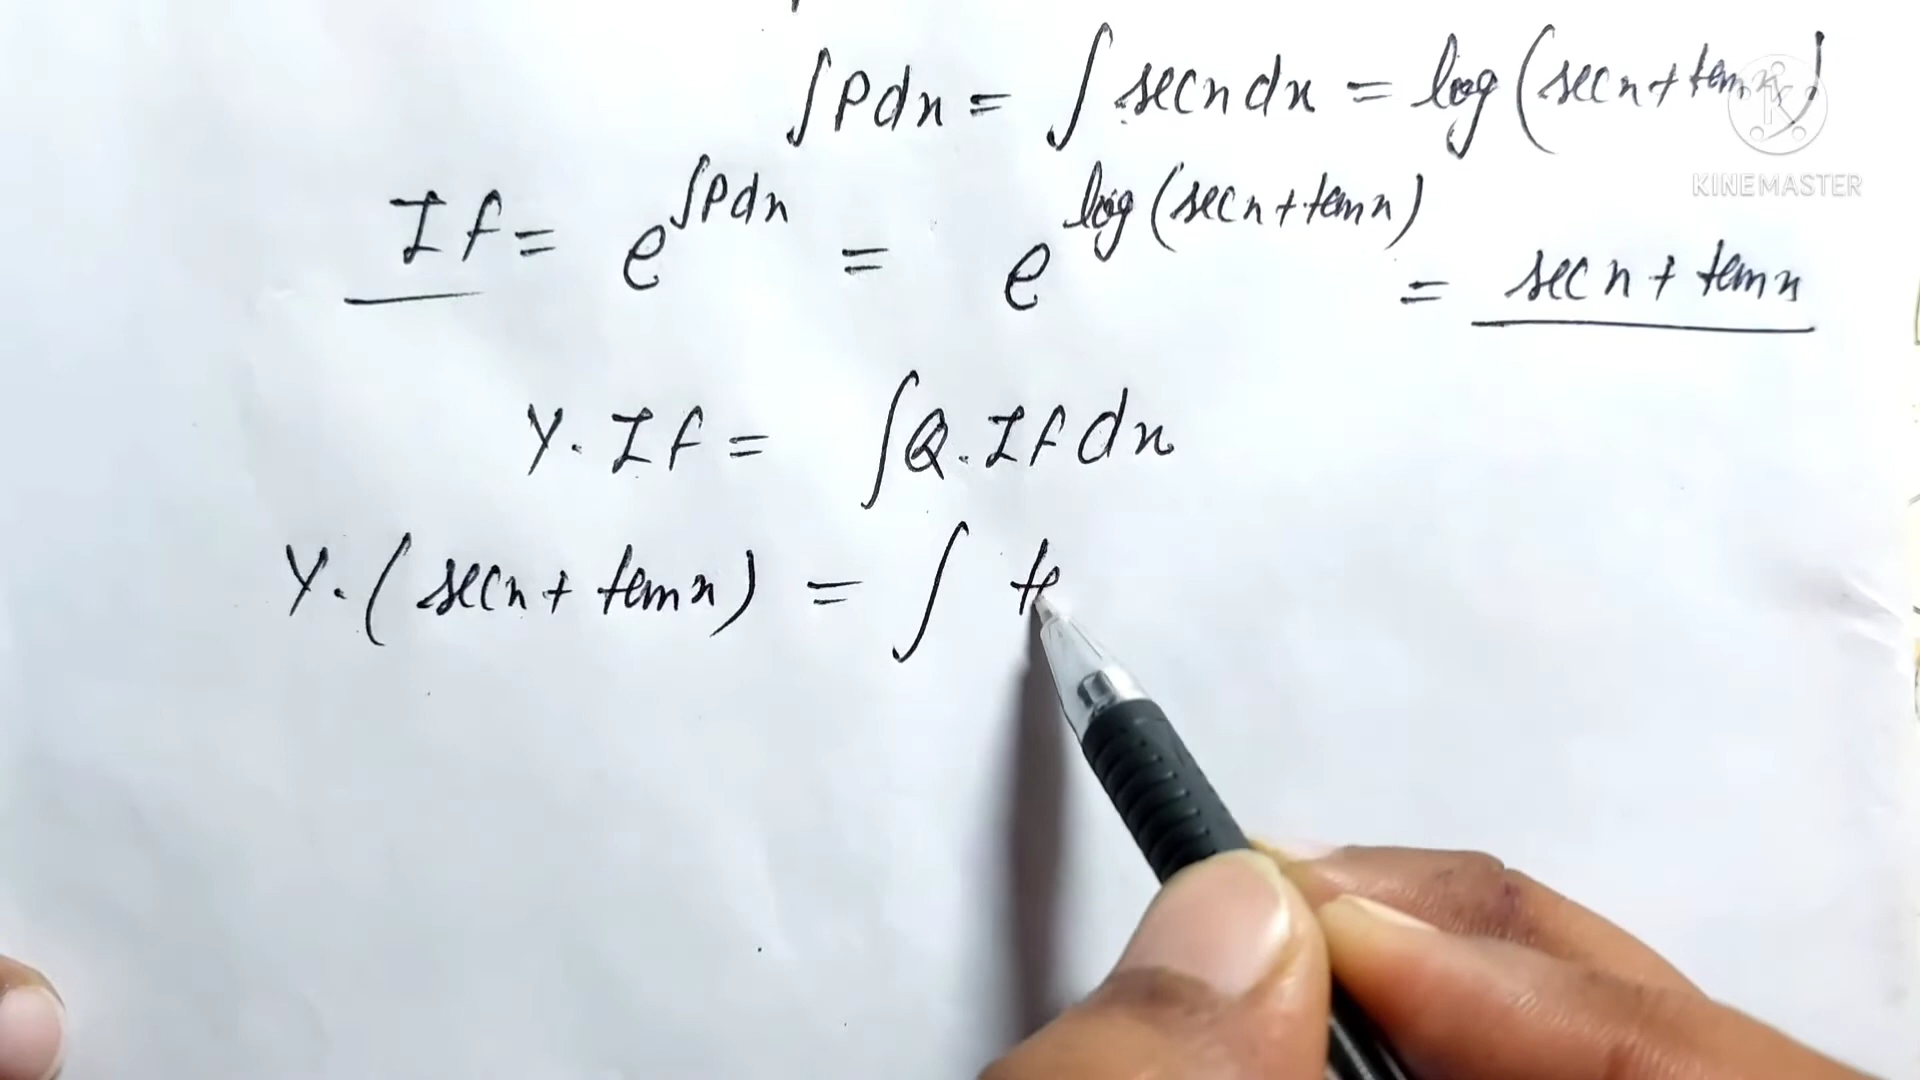 ∫Pdx = ∫secx dx = log(secx+tanx)
KINEMASTER
If = e^∫Pdx = e^log(secx+tanx) = secx+tanx
Y.If = ∫Q.If dx
Y.(secx+tanx) = ∫ ta